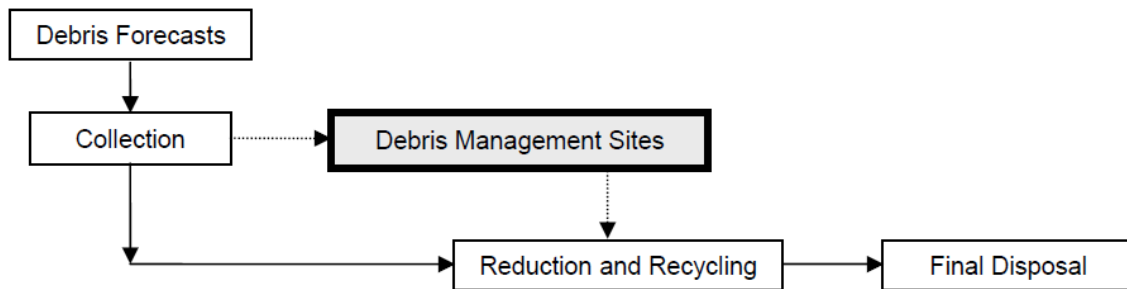 Debris Forecasts
Collection
Debris Management Sites
Reduction and Recycling
Final Disposal